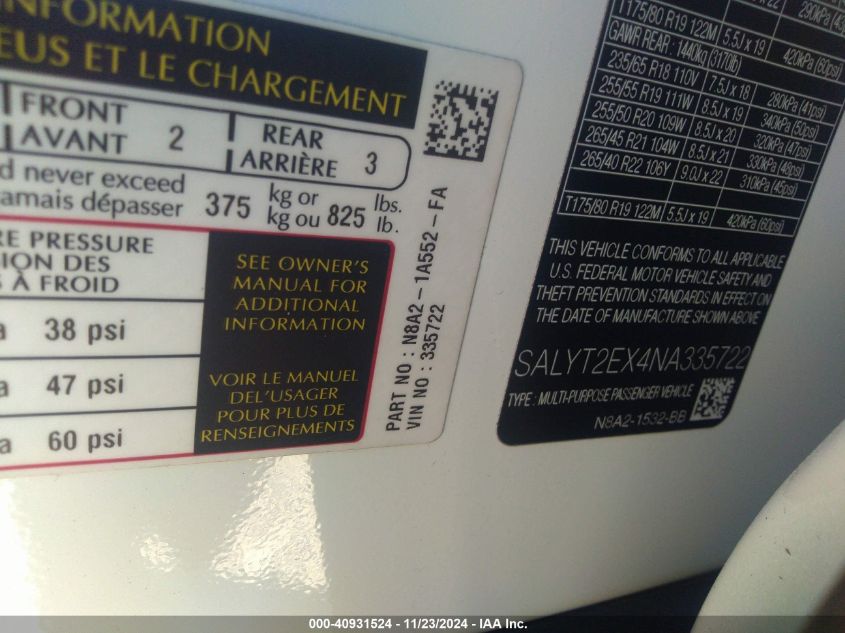 INFORMATION
EUS ET LE CHARGEMENT
FRONT
AVANT
2
REAR
ARRIÈRE
3
d never exceed
jamais dépasser
375
kg or
kg ou
825
lbs.
lb.
RE PRESSURE
ION DES
S À FROID
a 38 psi
a 47 psi
a 60 psi
SEE OWNER'S
MANUAL FOR
ADDITIONAL
INFORMATION
VOIR LE MANUEL
DEL'USAGER
POUR PLUS DE
RENSEIGNEMENTS
PART NO : N8A2-1A552-FA
VIN NO : 335722
T175/80 R19 122M 5.5J x 19 420kPa (60psi)
GAWR REAR : 1440kg (3170lb)
235/65 R18 110V 7.5J x 18 280kPa (41psi)
255/55 R19 111W 8.5J x 19 340kPa (50psi)
255/50 R20 109W 8.5J x 20 320kPa (47psi)
265/45 R21 104W 8.5J x 21 330kPa (48psi)
265/40 R22 106Y 9.0J x 22 310kPa (45psi)
T175/80 R19 122M 5.5J x 19 420kPa (60psi)
THIS VEHICLE CONFORMS TO ALL APPLICABLE
U.S. FEDERAL MOTOR VEHICLE SAFETY AND
THEFT PREVENTION STANDARDS IN EFFECT ON
THE DATE OF MANUFACTURE SHOWN ABOVE
SALYT2EX4NA335722
TYPE : MULTI-PURPOSE PASSENGER VEHICLE
N8A2-1532-BB
000-40931524 - 11/23/2024 - IAA Inc.